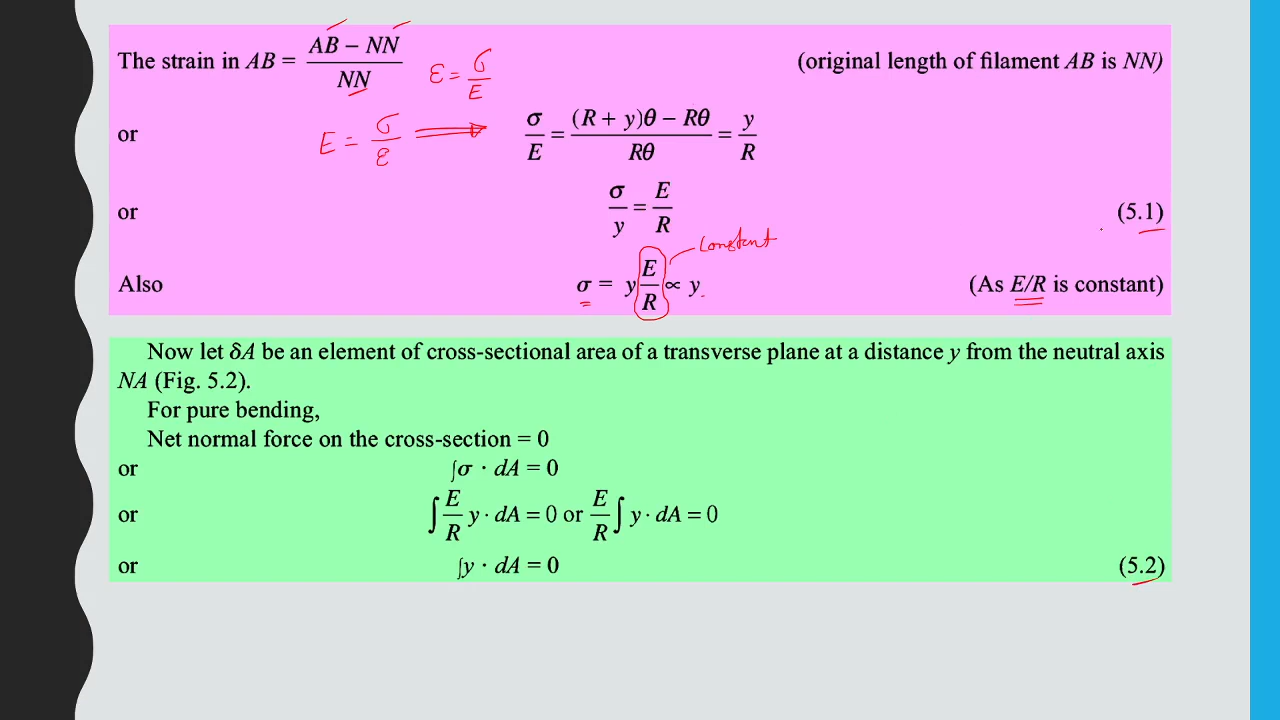 The strain in AB = (AB − NN)/NN (original length of filament AB is NN)
ε = σ/E
or σ/E = ((R + y)θ − Rθ)/Rθ = y/R
E = σ/ε ⟹
or σ/y = E/R (5.1)
constant
Also σ = y E/R ∝ y (As E/R is constant)
Now let δA be an element of cross-sectional area of a transverse plane at a distance y from the neutral axis
NA (Fig. 5.2).
For pure bending,
Net normal force on the cross-section = 0
or ∫σ · dA = 0
or ∫ E/R y · dA = 0 or E/R ∫ y · dA = 0
or ∫y · dA = 0 (5.2)